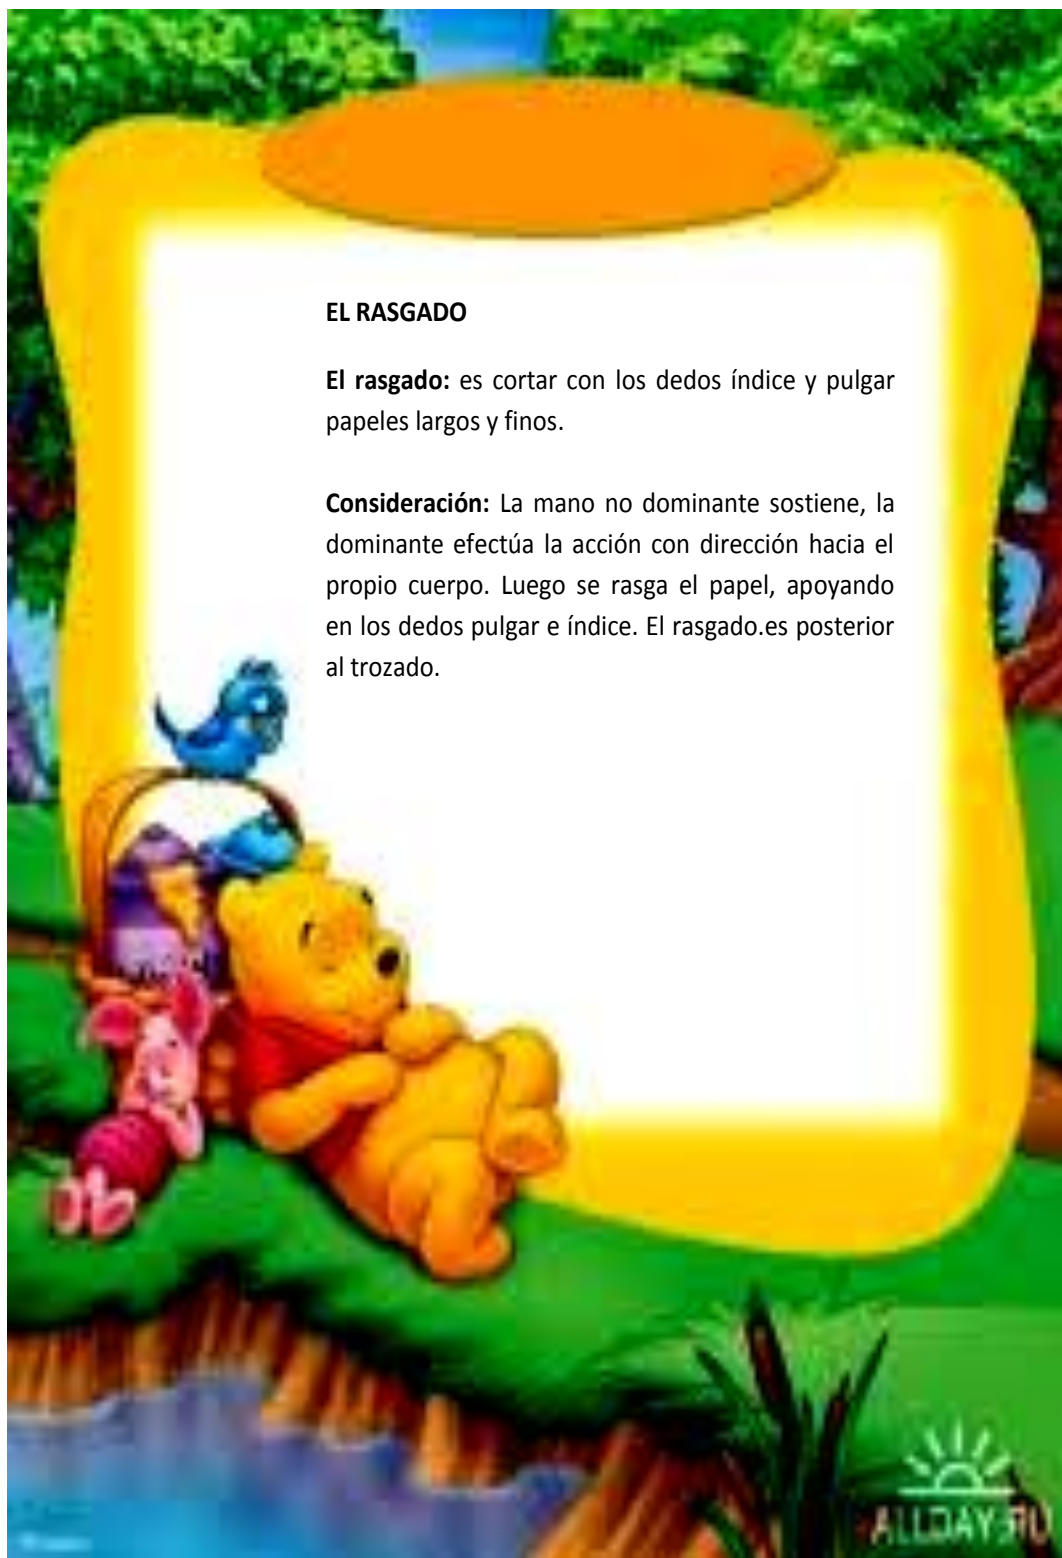 EL RASGADO
El rasgado: es cortar con los dedos índice y pulgar
papeles largos y finos.
Consideración: La mano no dominante sostiene, la
dominante efectúa la acción con dirección hacia el
propio cuerpo. Luego se rasga el papel, apoyando
en los dedos pulgar e índice. El rasgado.es posterior
al trozado.
ALLDAY.RU